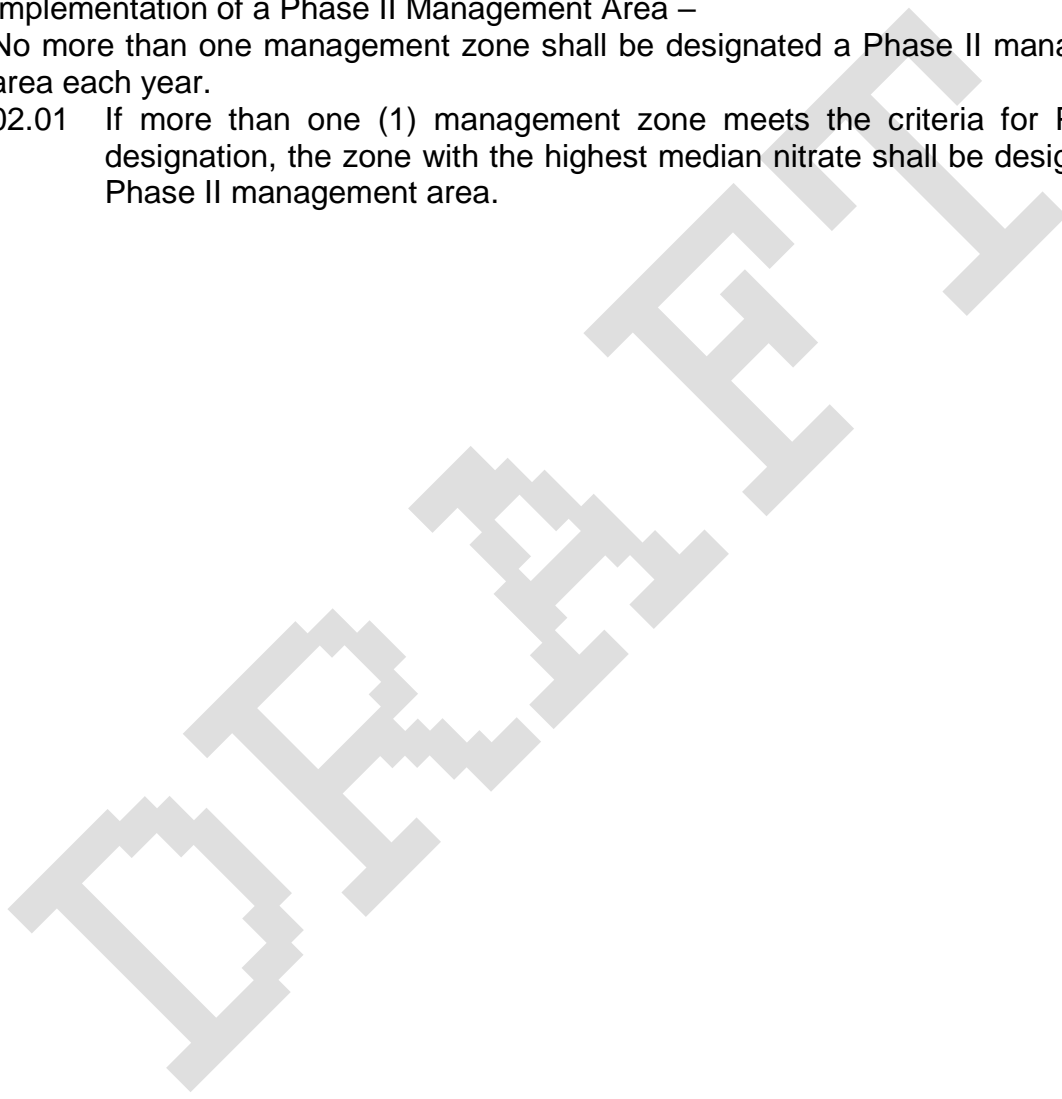 mplementation of a Phase II Management Area –
No more than one management zone shall be designated a Phase II
area each year.
02.01 If more than one (1) management zone meets the criteria for
designation, the zone with the highest median nitrate shall be
Phase II management area.
DRAFT